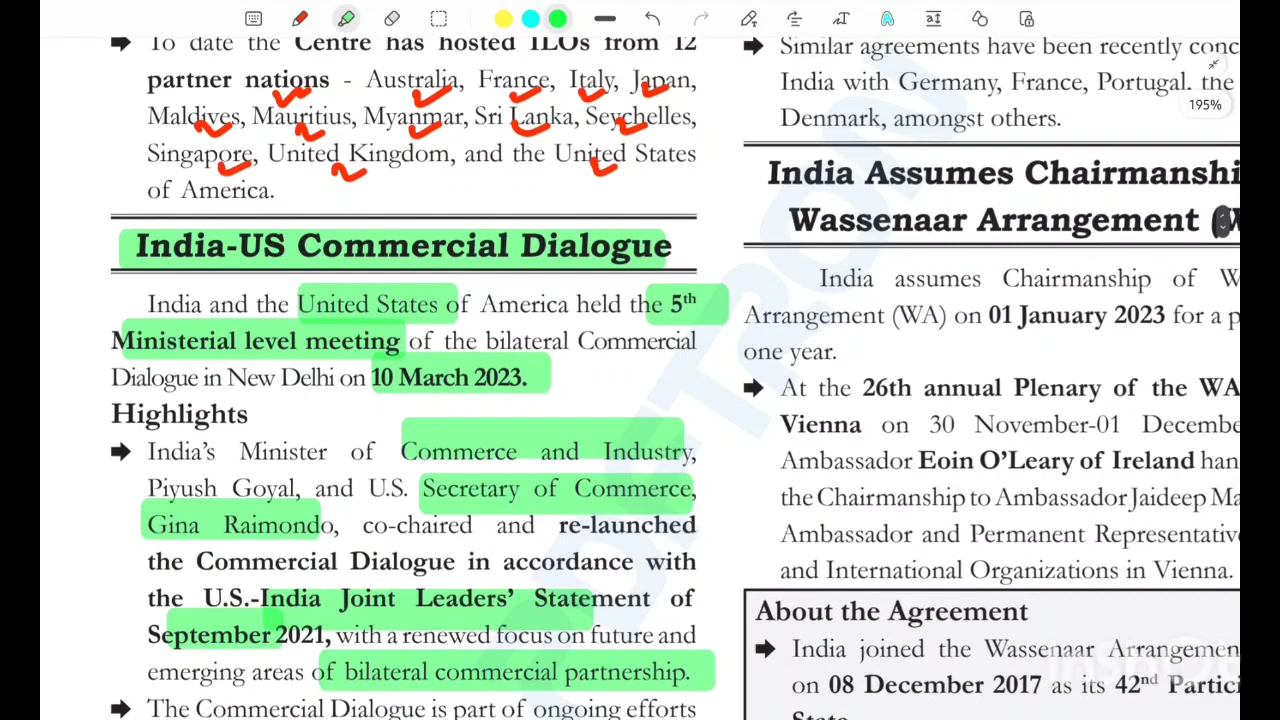 ➔ To date the Centre has hosted ILOs from 12
partner nations - Australia, France, Italy, Japan,
Maldives, Mauritius, Myanmar, Sri Lanka, Seychelles,
Singapore, United Kingdom, and the United States
of America.
India-US Commercial Dialogue
India and the United States of America held the 5th
Ministerial level meeting of the bilateral Commercial
Dialogue in New Delhi on 10 March 2023.
Highlights
➔ India's Minister of Commerce and Industry,
Piyush Goyal, and U.S. Secretary of Commerce,
Gina Raimondo, co-chaired and re-launched
the Commercial Dialogue in accordance with
the U.S.-India Joint Leaders' Statement of
September 2021, with a renewed focus on future and
emerging areas of bilateral commercial partnership.
➔ The Commercial Dialogue is part of ongoing efforts
➔ Similar agreements have been recently conc
India with Germany, France, Portugal, the
Denmark, amongst others.
195%
India Assumes Chairmanshi
Wassenaar Arrangement (W
India assumes Chairmanship of W
Arrangement (WA) on 01 January 2023 for a p
one year.
➔ At the 26th annual Plenary of the WA
Vienna on 30 November-01 Decembe
Ambassador Eoin O'Leary of Ireland han
the Chairmanship to Ambassador Jaideep Ma
Ambassador and Permanent Representative
and International Organizations in Vienna.
About the Agreement
➔ India joined the Wassenaar Arrangemen
on 08 December 2017 as its 42nd Partici
State.